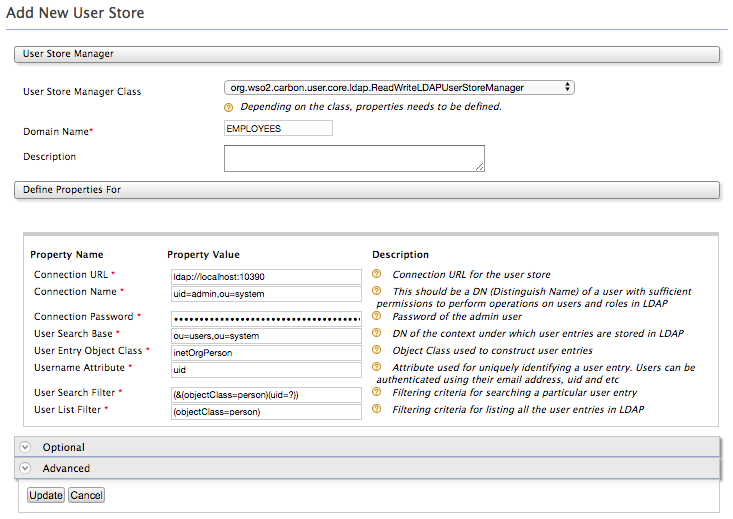 Add New User Store
User Store Manager
User Store Manager Class
org.wso2.carbon.user.core.ldap.ReadWriteLDAPUserStoreManager
Depending on the class, properties needs to be defined.
Domain Name*
EMPLOYEES
Description
Define Properties For
Property Name Property Value Description
Connection URL * ldap://localhost:10390 Connection URL for the user store
Connection Name * uid=admin,ou=system This should be a DN (Distinguish Name) of a user with sufficient
permissions to perform operations on users and roles in LDAP
Connection Password * •••••••••••••••••••••••••••••••••••• Password of the admin user
User Search Base * ou=users,ou=system DN of the context under which user entries are stored in LDAP
User Entry Object Class * inetOrgPerson Object Class used to construct user entries
Username Attribute * uid Attribute used for uniquely identifying a user entry. Users can be
authenticated using their email address, uid and etc
User Search Filter * (&(objectClass=person)(uid=?)) Filtering criteria for searching a particular user entry
User List Filter * (objectClass=person) Filtering criteria for listing all the user entries in LDAP
Optional
Advanced
Update Cancel